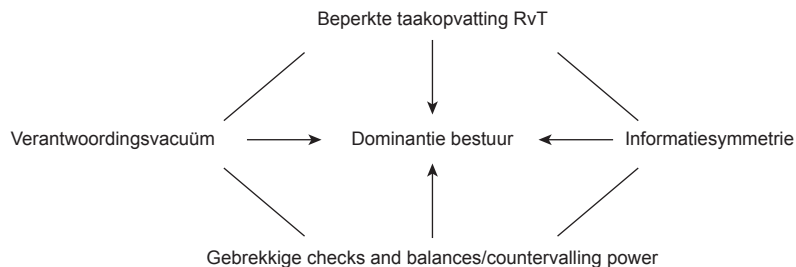 Beperkte taakopvatting RvT
Verantwoordingsvacuüm
Dominantie bestuur
Informatiesymmetrie
Gebrekkige checks and balances/countervalling power